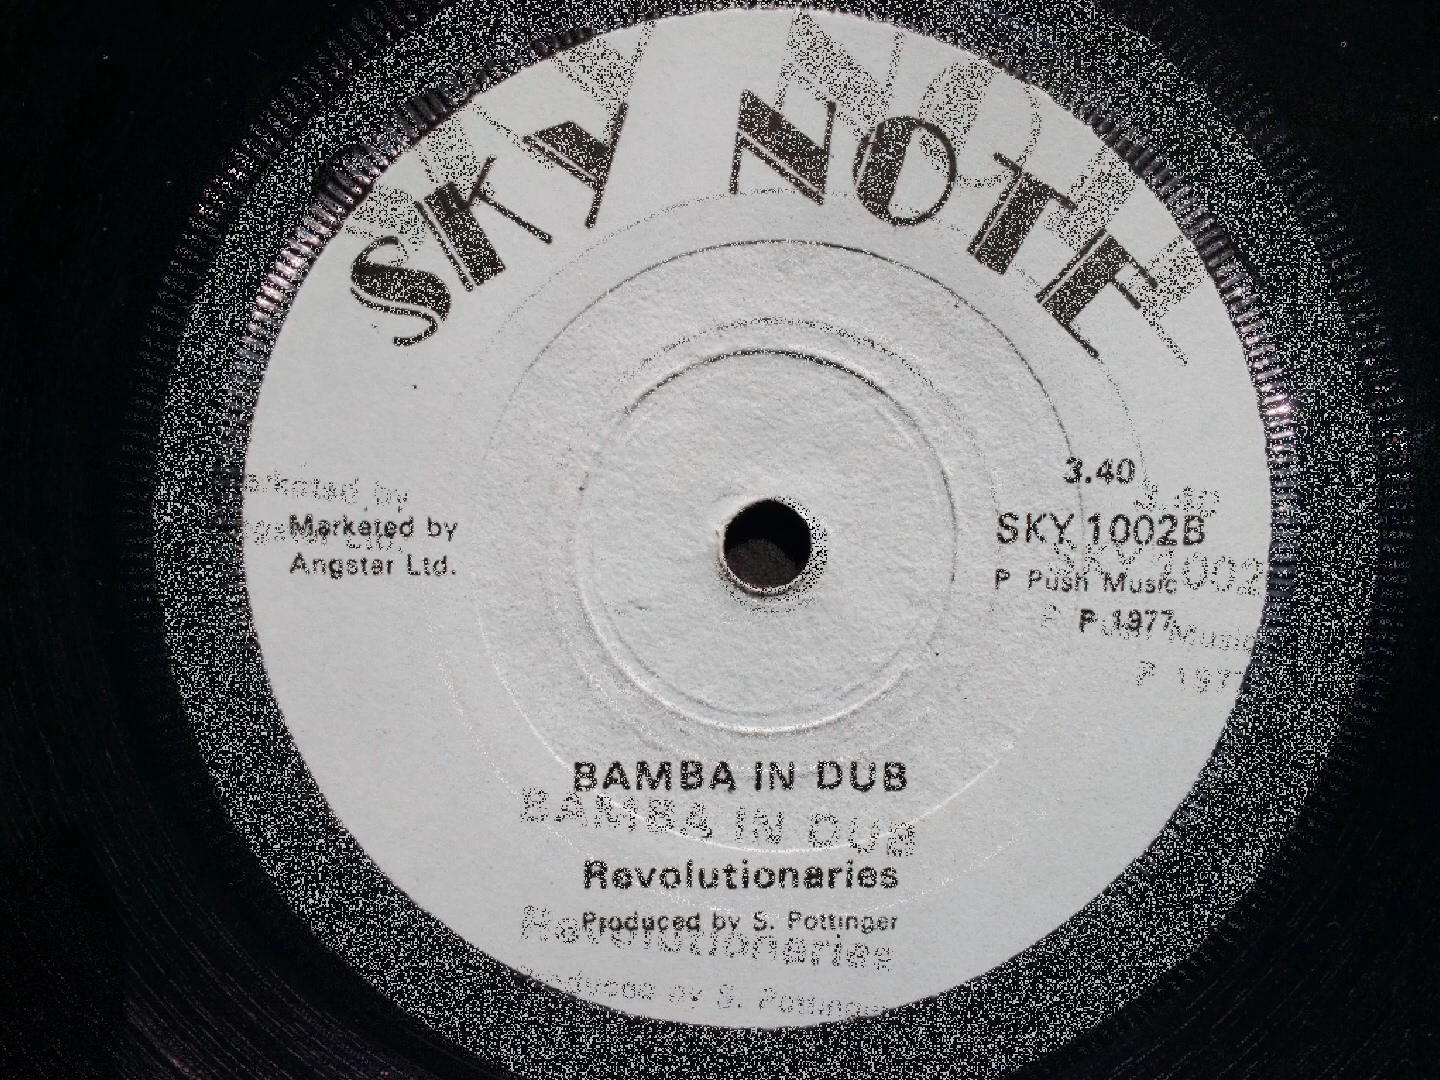 SKY NOTE
3.40
SKY 1002B
P Push Music
P 1977
Marketed by
Angstar Ltd.
BAMBA IN DUB
Revolutionaries
Produced by S. Pottinger